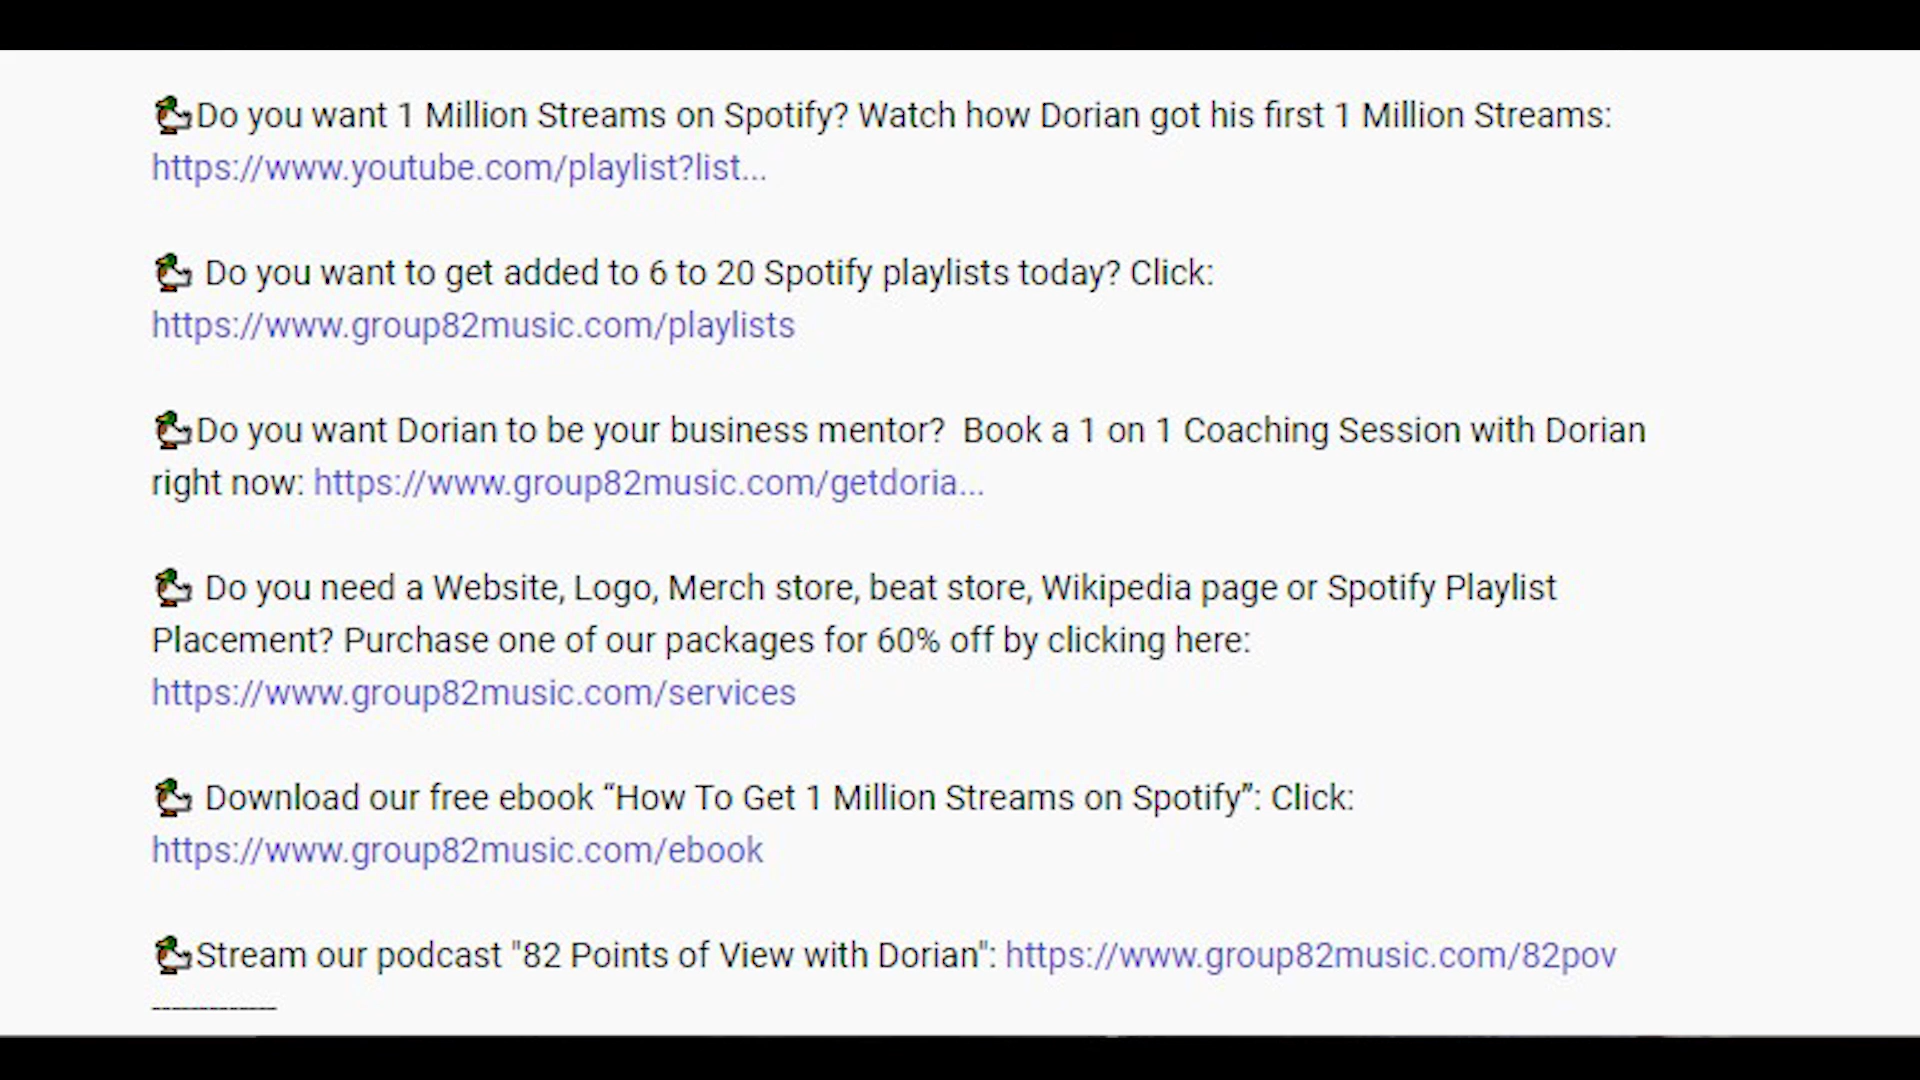 🦆Do you want 1 Million Streams on Spotify? Watch how Dorian got his first 1 Million Streams:
https://www.youtube.com/playlist?list...
🦆 Do you want to get added to 6 to 20 Spotify playlists today? Click:
https://www.group82music.com/playlists
🦆Do you want Dorian to be your business mentor?  Book a 1 on 1 Coaching Session with Dorian
right now: https://www.group82music.com/getdoria...
🦆 Do you need a Website, Logo, Merch store, beat store, Wikipedia page or Spotify Playlist
Placement? Purchase one of our packages for 60% off by clicking here:
https://www.group82music.com/services
🦆 Download our free ebook “How To Get 1 Million Streams on Spotify”: Click:
https://www.group82music.com/ebook
🦆Stream our podcast "82 Points of View with Dorian": https://www.group82music.com/82pov
-------------